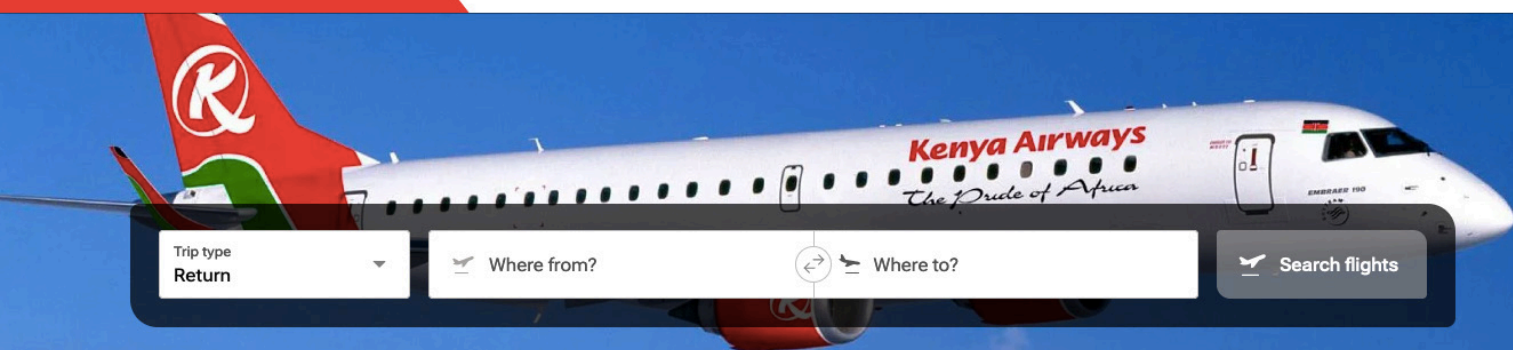 Kenya Airways
The Pride of Africa
EMBRAER 190
Trip type
Return
Where from?
Where to?
Search flights